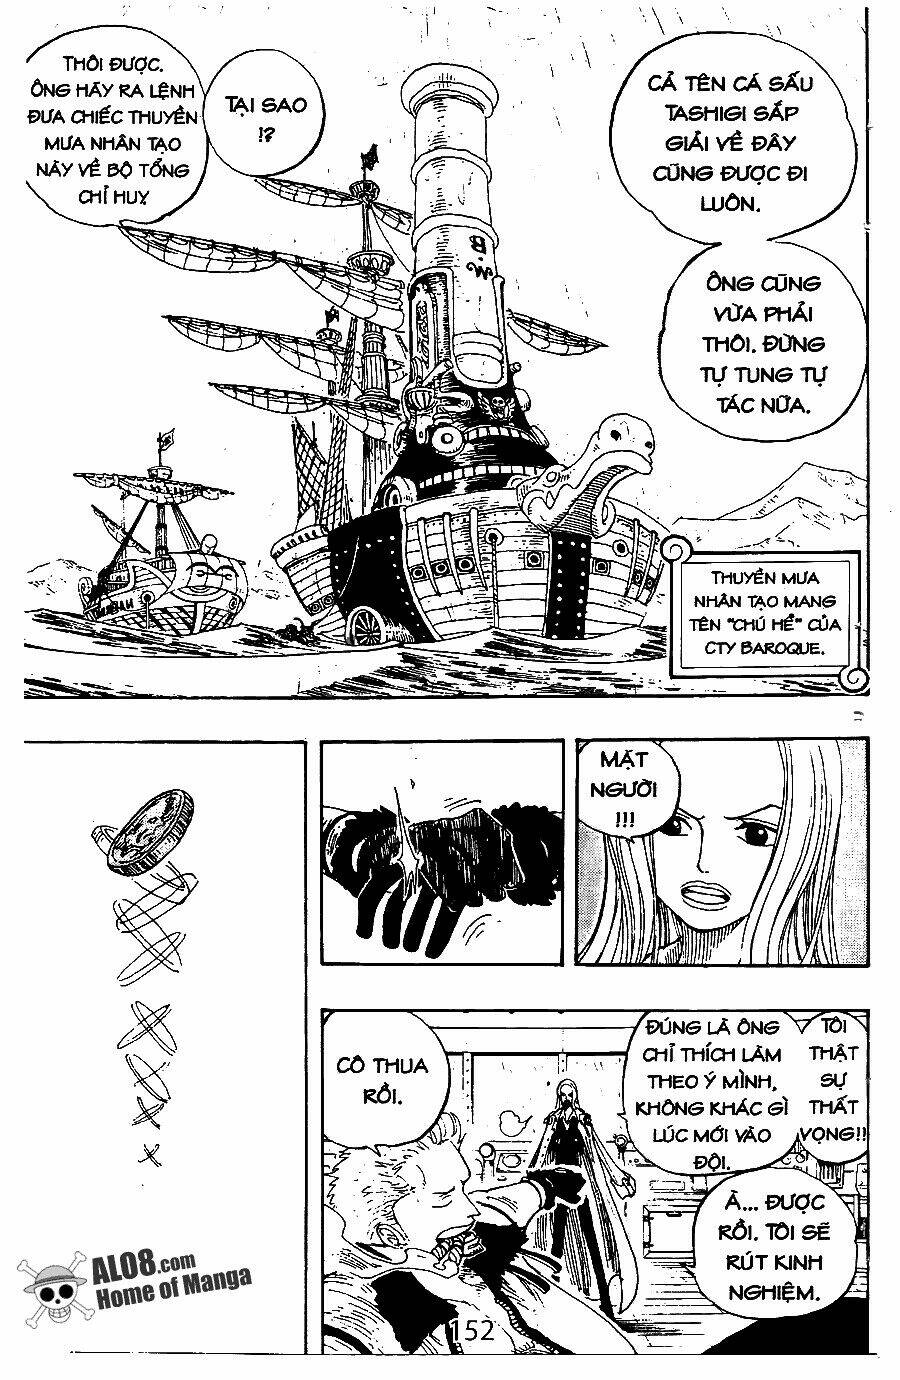 CẢ TÊN CÁ SẤU
TASHIGI SẮP
GIẢI VỀ ĐÂY
CŨNG ĐƯỢC ĐI
LUÔN.
ÔNG CŨNG
VỪA PHẢI
THÔI. ĐỪNG
TỰ TUNG TỰ
TÁC NỮA.
TẠI SAO
!?
THÔI ĐƯỢC.
ÔNG HÃY RA LỆNH
ĐƯA CHIẾC THUYỀN
MƯA NHÂN TẠO
NÀY VỀ BỘ TỔNG
CHỈ HUY.
B.W
THUYỀN MƯA
NHÂN TẠO MANG
TÊN "CHÚ HỀ" CỦA
CTY BAROQUE.
MẶT
NGƯỜI
!!!
TÔI
THẬT
SỰ
THẤT
VỌNG!!
ĐÚNG LÀ ÔNG
CHỈ THÍCH LÀM
THEO Ý MÌNH,
KHÔNG KHÁC GÌ
LÚC MỚI VÀO
ĐỘI.
À... ĐƯỢC
RỒI. TÔI SẼ
RÚT KINH
NGHIỆM.
CÔ THUA
RỒI.
152
ALO8.com
Home of Manga